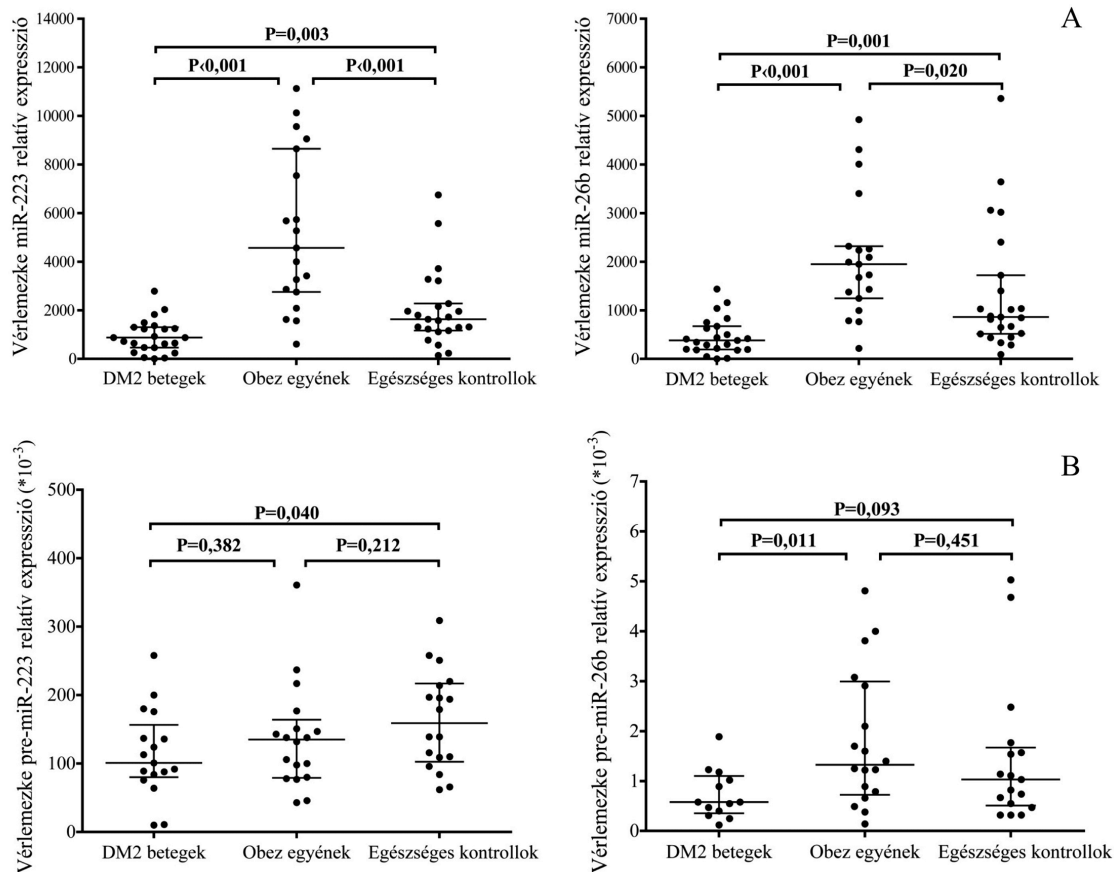 A
Vérlemezke miR-223 relatív expresszió
14000
12000
10000
8000
6000
4000
2000
0
P=0,003
P<0,001
P<0,001
DM2 betegek
Obez egyének
Egészséges kontrollok
Vérlemezke miR-26b relatív expresszió
7000
6000
5000
4000
3000
2000
1000
0
P=0,001
P<0,001
P=0,020
DM2 betegek
Obez egyének
Egészséges kontrollok
B
Vérlemezke pre-miR-223 relatív expresszió (*10⁻³)
500
400
300
200
100
0
P=0,040
P=0,382
P=0,212
DM2 betegek
Obez egyének
Egészséges kontrollok
Vérlemezke pre-miR-26b relatív expresszió (*10⁻³)
7
6
5
4
3
2
1
0
P=0,093
P=0,011
P=0,451
DM2 betegek
Obez egyének
Egészséges kontrollok